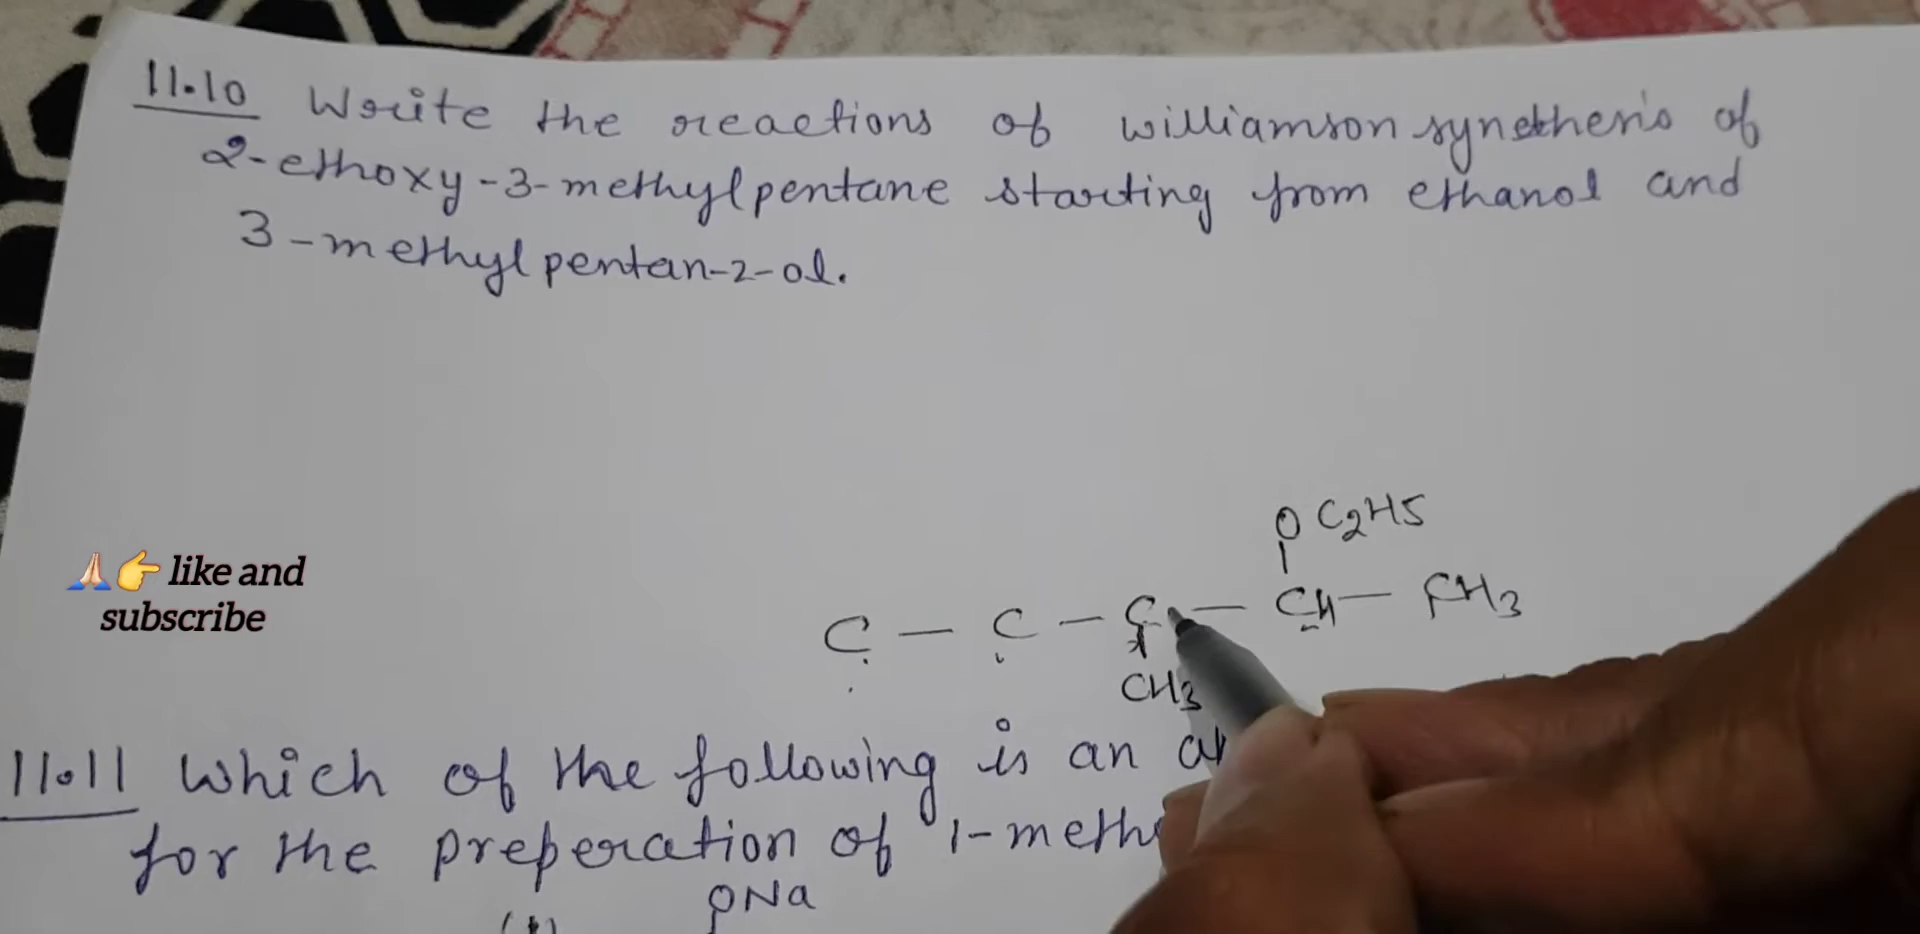 11.10 Write the reactions of williamson synthesis of
2-ethoxy-3-methylpentane starting from ethanol and
3-methylpentan-2-ol.
OC2H5
C - C - C - CH - CH3
CH3
🙏👉 like and
subscribe
11.11 Which of the following is an
for the preperation of 1-meth
ONa